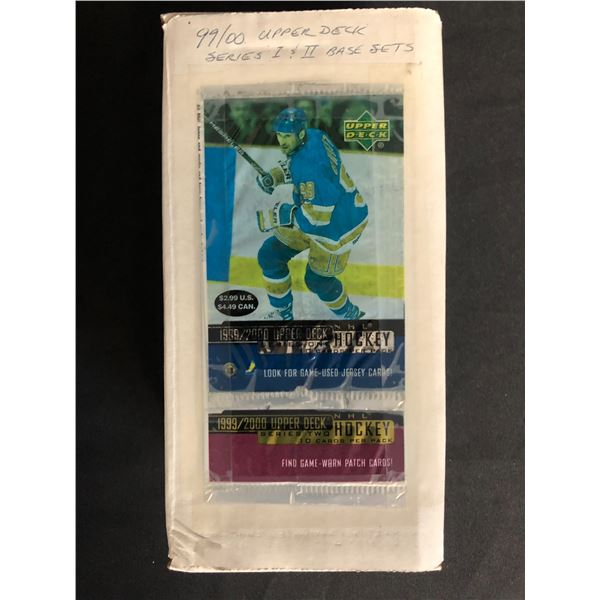 99/00 UPPER DECK
SERIES I & II BASE SETS
UPPER
DECK
$2.99 U.S.
$4.49 CAN.
1999/2000 UPPER DECK
NHL
HOCKEY
LOOK FOR GAME-USED JERSEY CARDS!
1999/2000 UPPER DECK
SERIES TWO
NHL
HOCKEY
10 CARDS PER PACK
FIND GAME-WORN PATCH CARDS!